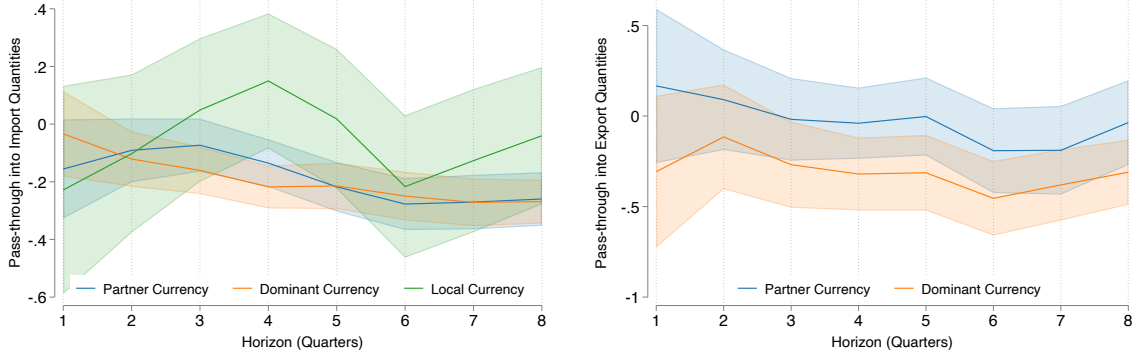 Pass-through into Import Quantities
.4
.2
0
-.2
-.4
-.6
Partner Currency Dominant Currency Local Currency
1 2 3 4 5 6 7 8
Horizon (Quarters)
Pass-through into Export Quantities
.5
0
-.5
-1
Partner Currency Dominant Currency
1 2 3 4 5 6 7 8
Horizon (Quarters)